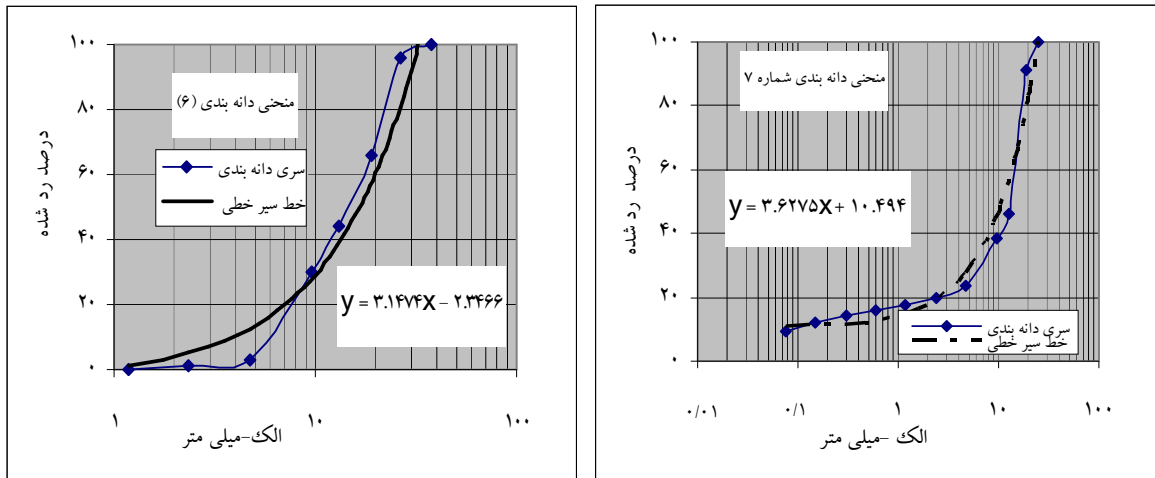 منحنی دانه بندی (۶)
درصد رد شده
۱۰۰
۸۰
۶۰
۴۰
۲۰
۰
سری دانه بندی
خط سیر خطی
y = ۳.۱۴۷۴x - ۲.۳۴۶۶
۱ ۱۰ ۱۰۰
الک-میلی متر
منحنی دانه بندی شماره ۷
درصد رد شده
۱۰۰
۸۰
۶۰
۴۰
۲۰
۰
y = ۳.۶۲۷۵x + ۱۰.۴۹۴
سری دانه بندی
خط سیر خطی
۰/۰۱ ۰/۱ ۱ ۱۰ ۱۰۰
الک -میلی متر